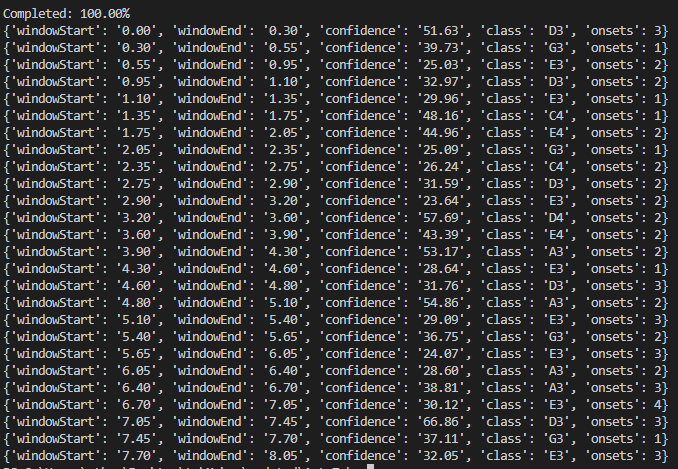 Completed: 100.00%
{'windowStart': '0.00', 'windowEnd': '0.30', 'confidence': '51.63', 'class': 'D3', 'onsets': 3}
{'windowStart': '0.30', 'windowEnd': '0.55', 'confidence': '39.73', 'class': 'G3', 'onsets': 1}
{'windowStart': '0.55', 'windowEnd': '0.95', 'confidence': '25.03', 'class': 'E3', 'onsets': 2}
{'windowStart': '0.95', 'windowEnd': '1.10', 'confidence': '32.97', 'class': 'D3', 'onsets': 2}
{'windowStart': '1.10', 'windowEnd': '1.35', 'confidence': '29.96', 'class': 'E3', 'onsets': 1}
{'windowStart': '1.35', 'windowEnd': '1.75', 'confidence': '48.16', 'class': 'C4', 'onsets': 1}
{'windowStart': '1.75', 'windowEnd': '2.05', 'confidence': '44.96', 'class': 'E4', 'onsets': 2}
{'windowStart': '2.05', 'windowEnd': '2.35', 'confidence': '25.09', 'class': 'G3', 'onsets': 1}
{'windowStart': '2.35', 'windowEnd': '2.75', 'confidence': '26.24', 'class': 'C4', 'onsets': 2}
{'windowStart': '2.75', 'windowEnd': '2.90', 'confidence': '31.59', 'class': 'D3', 'onsets': 2}
{'windowStart': '2.90', 'windowEnd': '3.20', 'confidence': '23.64', 'class': 'E3', 'onsets': 2}
{'windowStart': '3.20', 'windowEnd': '3.60', 'confidence': '57.69', 'class': 'D4', 'onsets': 2}
{'windowStart': '3.60', 'windowEnd': '3.90', 'confidence': '43.39', 'class': 'E4', 'onsets': 2}
{'windowStart': '3.90', 'windowEnd': '4.30', 'confidence': '53.17', 'class': 'A3', 'onsets': 2}
{'windowStart': '4.30', 'windowEnd': '4.60', 'confidence': '28.64', 'class': 'E3', 'onsets': 1}
{'windowStart': '4.60', 'windowEnd': '4.80', 'confidence': '31.76', 'class': 'D3', 'onsets': 3}
{'windowStart': '4.80', 'windowEnd': '5.10', 'confidence': '54.86', 'class': 'A3', 'onsets': 2}
{'windowStart': '5.10', 'windowEnd': '5.40', 'confidence': '29.09', 'class': 'E3', 'onsets': 3}
{'windowStart': '5.40', 'windowEnd': '5.65', 'confidence': '36.75', 'class': 'G3', 'onsets': 2}
{'windowStart': '5.65', 'windowEnd': '6.05', 'confidence': '24.07', 'class': 'E3', 'onsets': 3}
{'windowStart': '6.05', 'windowEnd': '6.40', 'confidence': '28.60', 'class': 'A3', 'onsets': 2}
{'windowStart': '6.40', 'windowEnd': '6.70', 'confidence': '38.81', 'class': 'A3', 'onsets': 3}
{'windowStart': '6.70', 'windowEnd': '7.05', 'confidence': '30.12', 'class': 'E3', 'onsets': 4}
{'windowStart': '7.05', 'windowEnd': '7.45', 'confidence': '66.86', 'class': 'D3', 'onsets': 3}
{'windowStart': '7.45', 'windowEnd': '7.70', 'confidence': '37.11', 'class': 'G3', 'onsets': 1}
{'windowStart': '7.70', 'windowEnd': '8.05', 'confidence': '32.05', 'class': 'E3', 'onsets': 3}